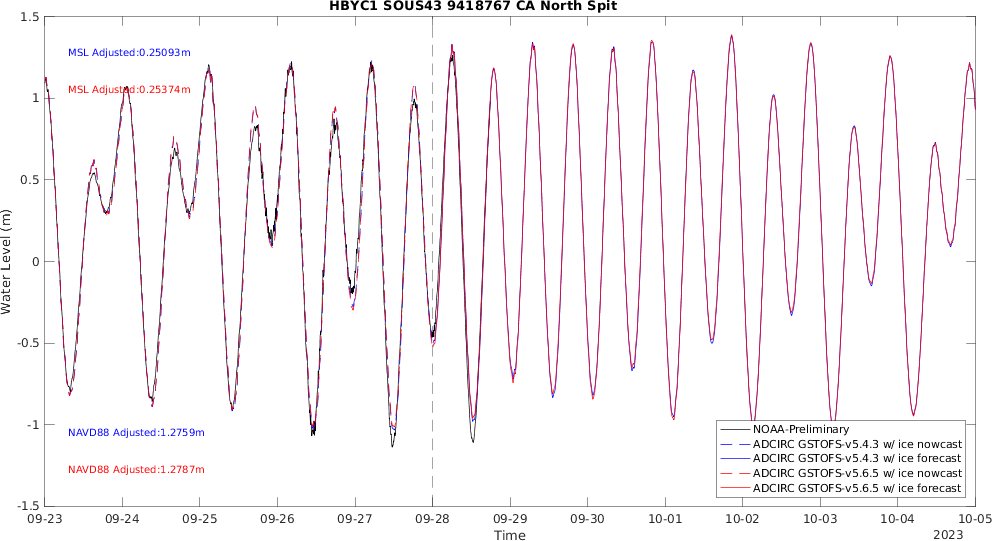 HBYC1 SOUS43 9418767 CA North Spit
1.5
1
0.5
0
-0.5
-1
-1.5
Water Level (m)
MSL Adjusted:0.25093m
MSL Adjusted:0.25374m
NAVD88 Adjusted:1.2759m
NAVD88 Adjusted:1.2787m
NOAA-Preliminary
ADCIRC GSTOFS-v5.4.3 w/ ice nowcast
ADCIRC GSTOFS-v5.4.3 w/ ice forecast
ADCIRC GSTOFS-v5.6.5 w/ ice nowcast
ADCIRC GSTOFS-v5.6.5 w/ ice forecast
09-23 09-24 09-25 09-26 09-27 09-28 09-29 09-30 10-01 10-02 10-03 10-04 10-05
Time
2023